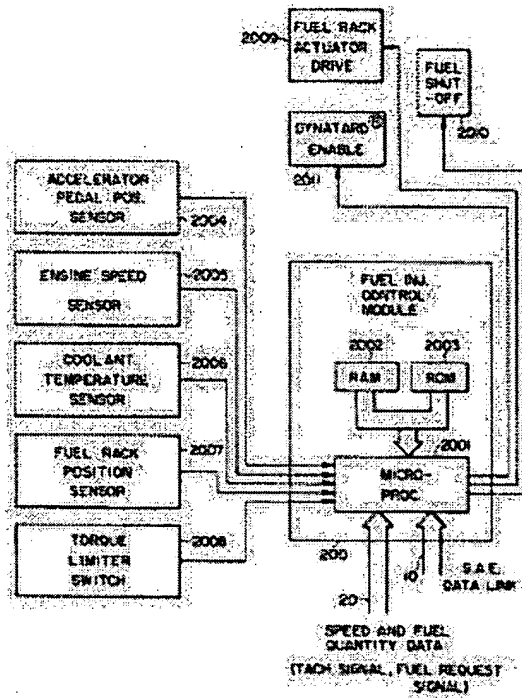 2009
FUEL RACK
ACTUATOR
DRIVE
FUEL
SHUT
-OFF
2010
DYNATARD®
ENABLE
2011
ACCELERATOR
PEDAL POS.
SENSOR
2004
ENGINE SPEED
SENSOR
2005
COOLANT
TEMPERATURE
SENSOR
2006
FUEL RACK
POSITION
SENSOR
2007
TORQUE
LIMITER
SWITCH
2008
FUEL INJ.
CONTROL
MODULE
2002
2003
RAM
ROM
2001
MICRO-
PROC.
200
10
S.A.E.
DATA LINK
20
SPEED AND FUEL
QUANTITY DATA
(TACH SIGNAL, FUEL REQUEST
SIGNAL)